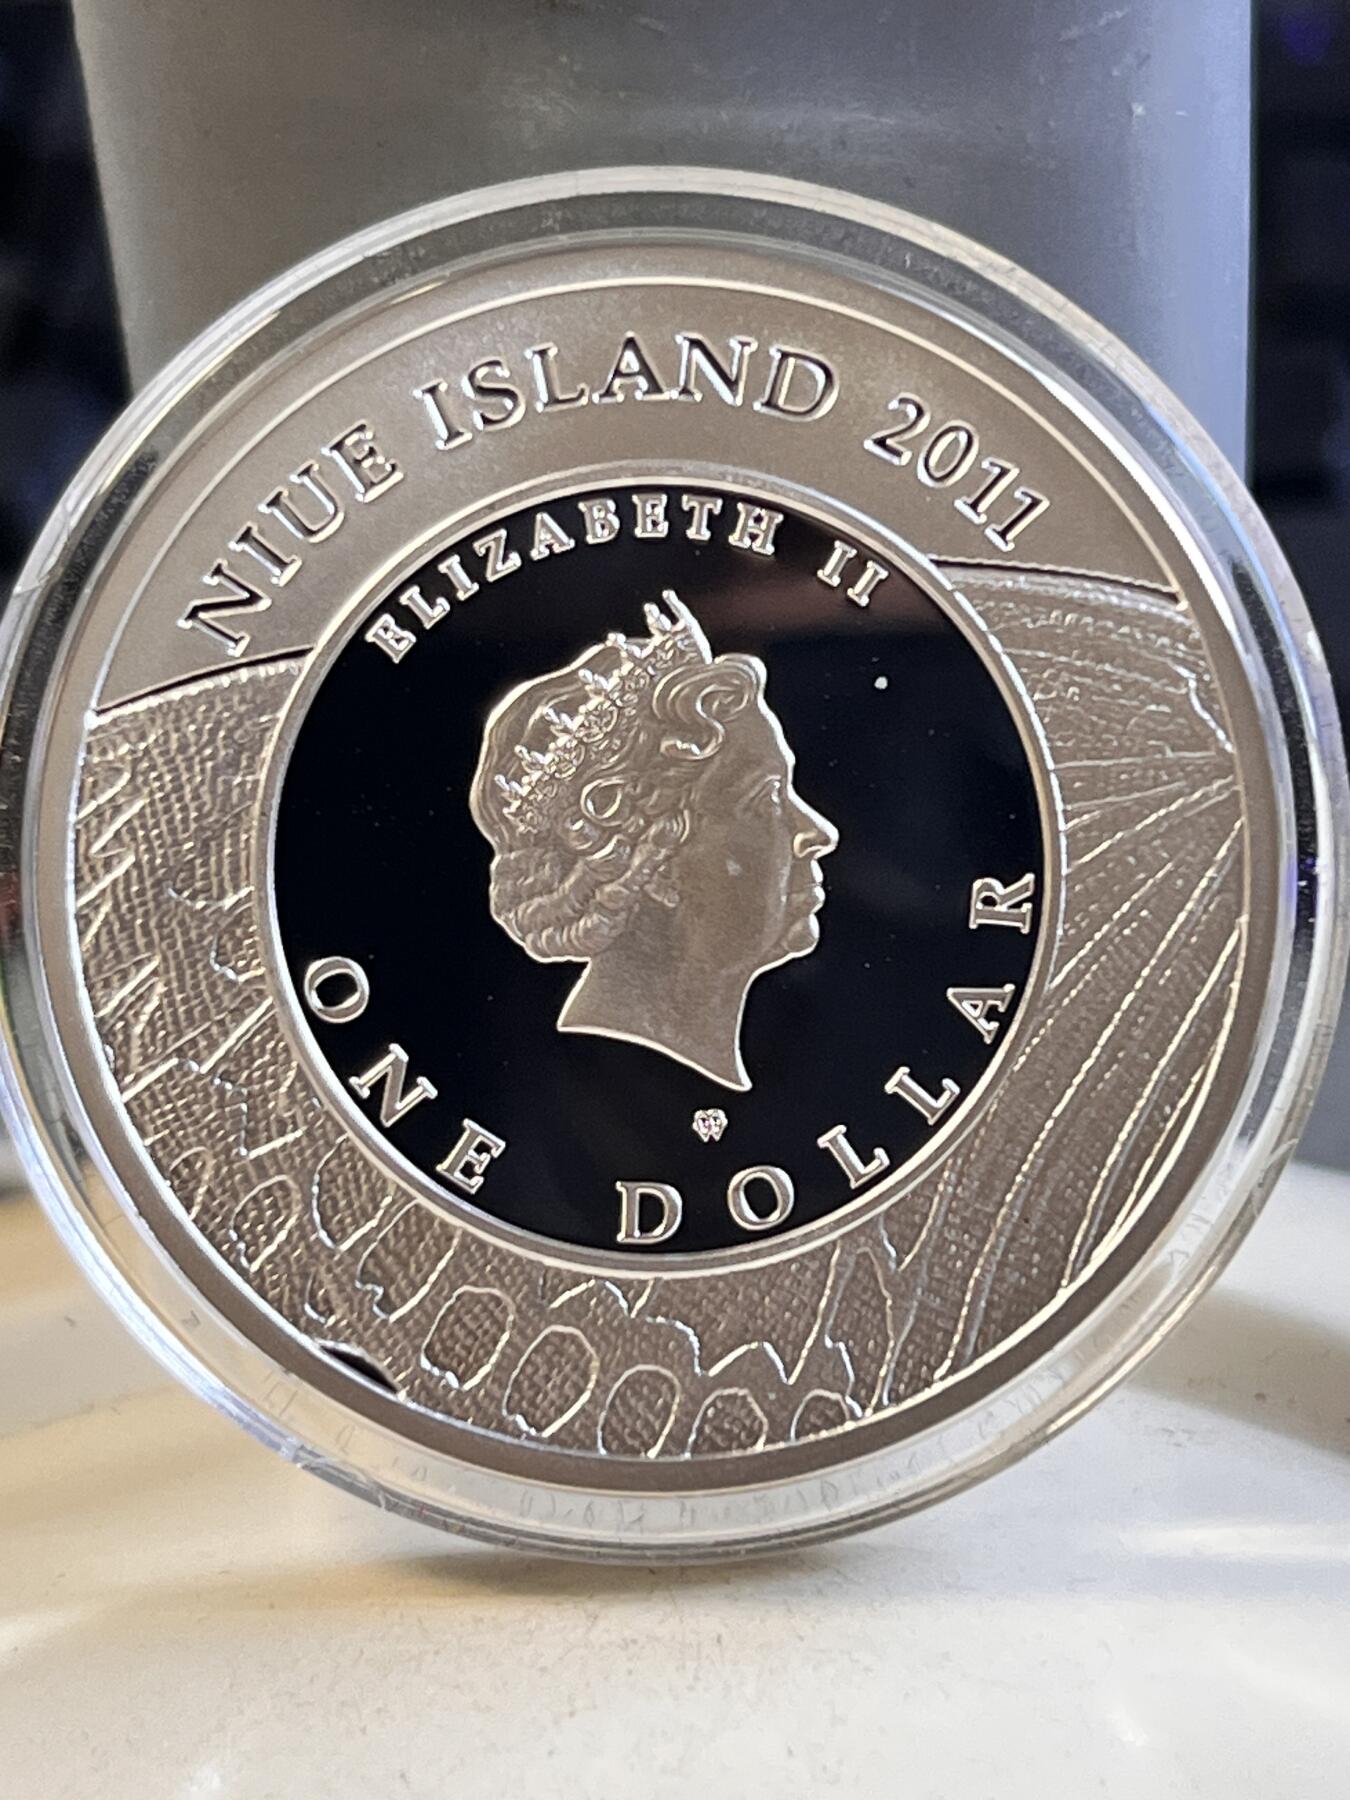 NIUE ISLAND 2011
ELIZABETH II
ONE DOLLAR